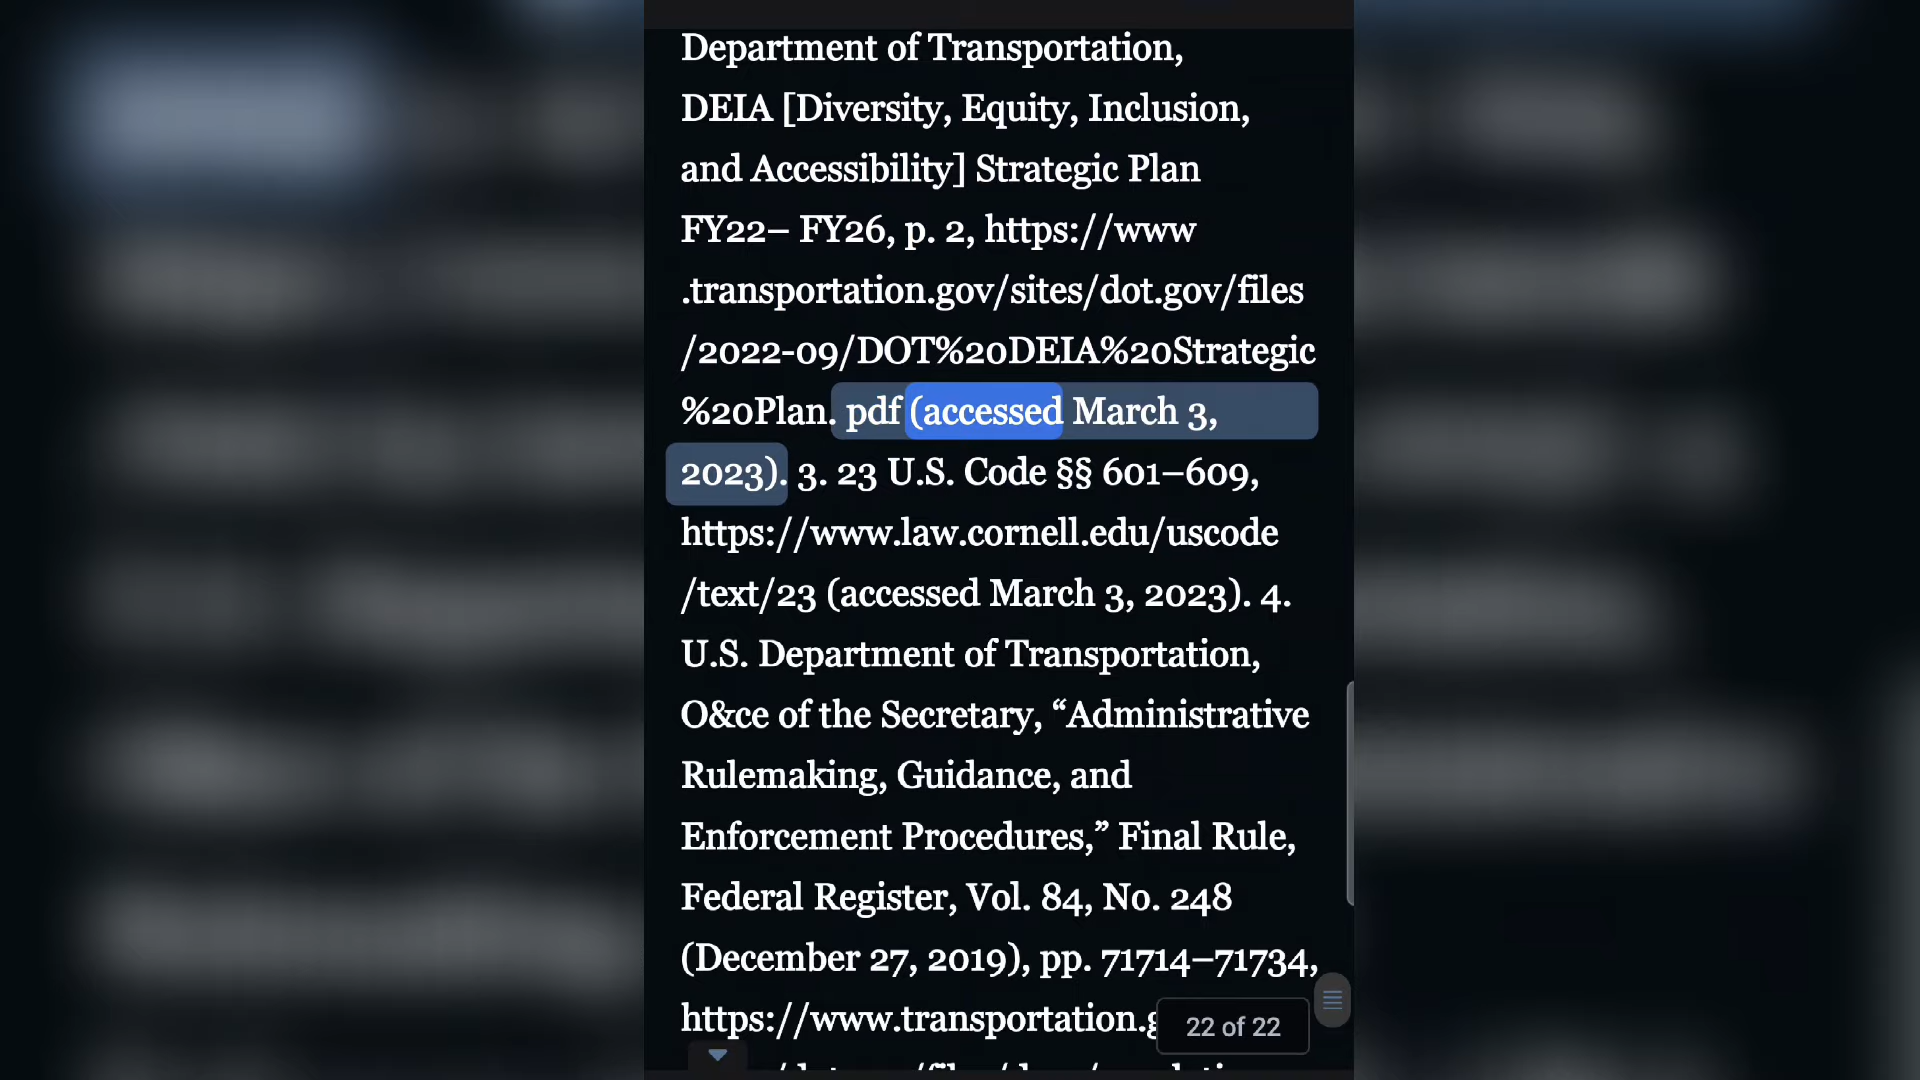 Department of Transportation,
DEIA [Diversity, Equity, Inclusion,
and Accessibility] Strategic Plan
FY22– FY26, p. 2, https://www
.transportation.gov/sites/dot.gov/files
/2022-09/DOT%20DEIA%20Strategic
%20Plan. pdf (accessed March 3,
2023). 3. 23 U.S. Code §§ 601–609,
https://www.law.cornell.edu/uscode
/text/23 (accessed March 3, 2023). 4.
U.S. Department of Transportation,
O&ce of the Secretary, “Administrative
Rulemaking, Guidance, and
Enforcement Procedures,” Final Rule,
Federal Register, Vol. 84, No. 248
(December 27, 2019), pp. 71714–71734,
https://www.transportation.g
22 of 22